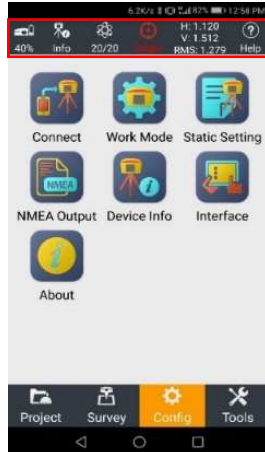 6.2K/s 87% 12:58 PM
H: 1.120
V: 1.512
40% Info 20/20 RMS: 1.279 Help
Connect Work Mode Static Setting
NMEA
NMEA Output Device Info Interface
About
Project Survey Config Tools